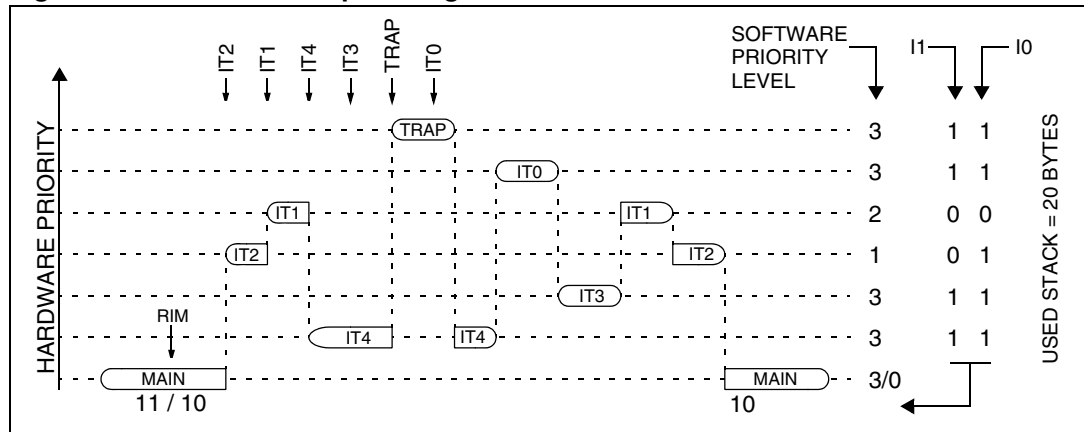 IT2
IT1
IT4
IT3
TRAP
IT0
SOFTWARE
PRIORITY
LEVEL
I1
I0
HARDWARE PRIORITY
TRAP
3
1 1
IT0
3
1 1
IT1
IT1
2
0 0
IT2
IT2
1
0 1
IT3
3
1 1
RIM
IT4
IT4
3
1 1
MAIN
MAIN
3/0
11 / 10
10
USED STACK = 20 BYTES